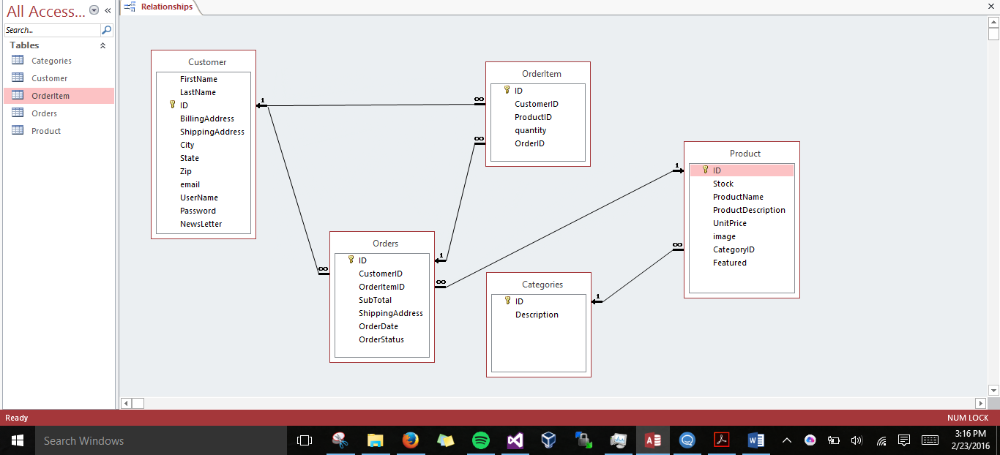 All Access...
«
Relationships
Search...
Tables
Categories
Customer
OrderItem
Orders
Product
Customer
FirstName
LastName
ID
BillingAddress
ShippingAddress
City
State
Zip
email
UserName
Password
NewsLetter
1
∞
∞
OrderItem
ID
CustomerID
ProductID
quantity
OrderID
∞
1
Orders
ID
CustomerID
OrderItemID
SubTotal
ShippingAddress
OrderDate
OrderStatus
∞
1
Product
ID
Stock
ProductName
ProductDescription
UnitPrice
image
CategoryID
Featured
∞
1
Categories
ID
Description
Ready
NUM LOCK
Search Windows
3:16 PM
2/23/2016